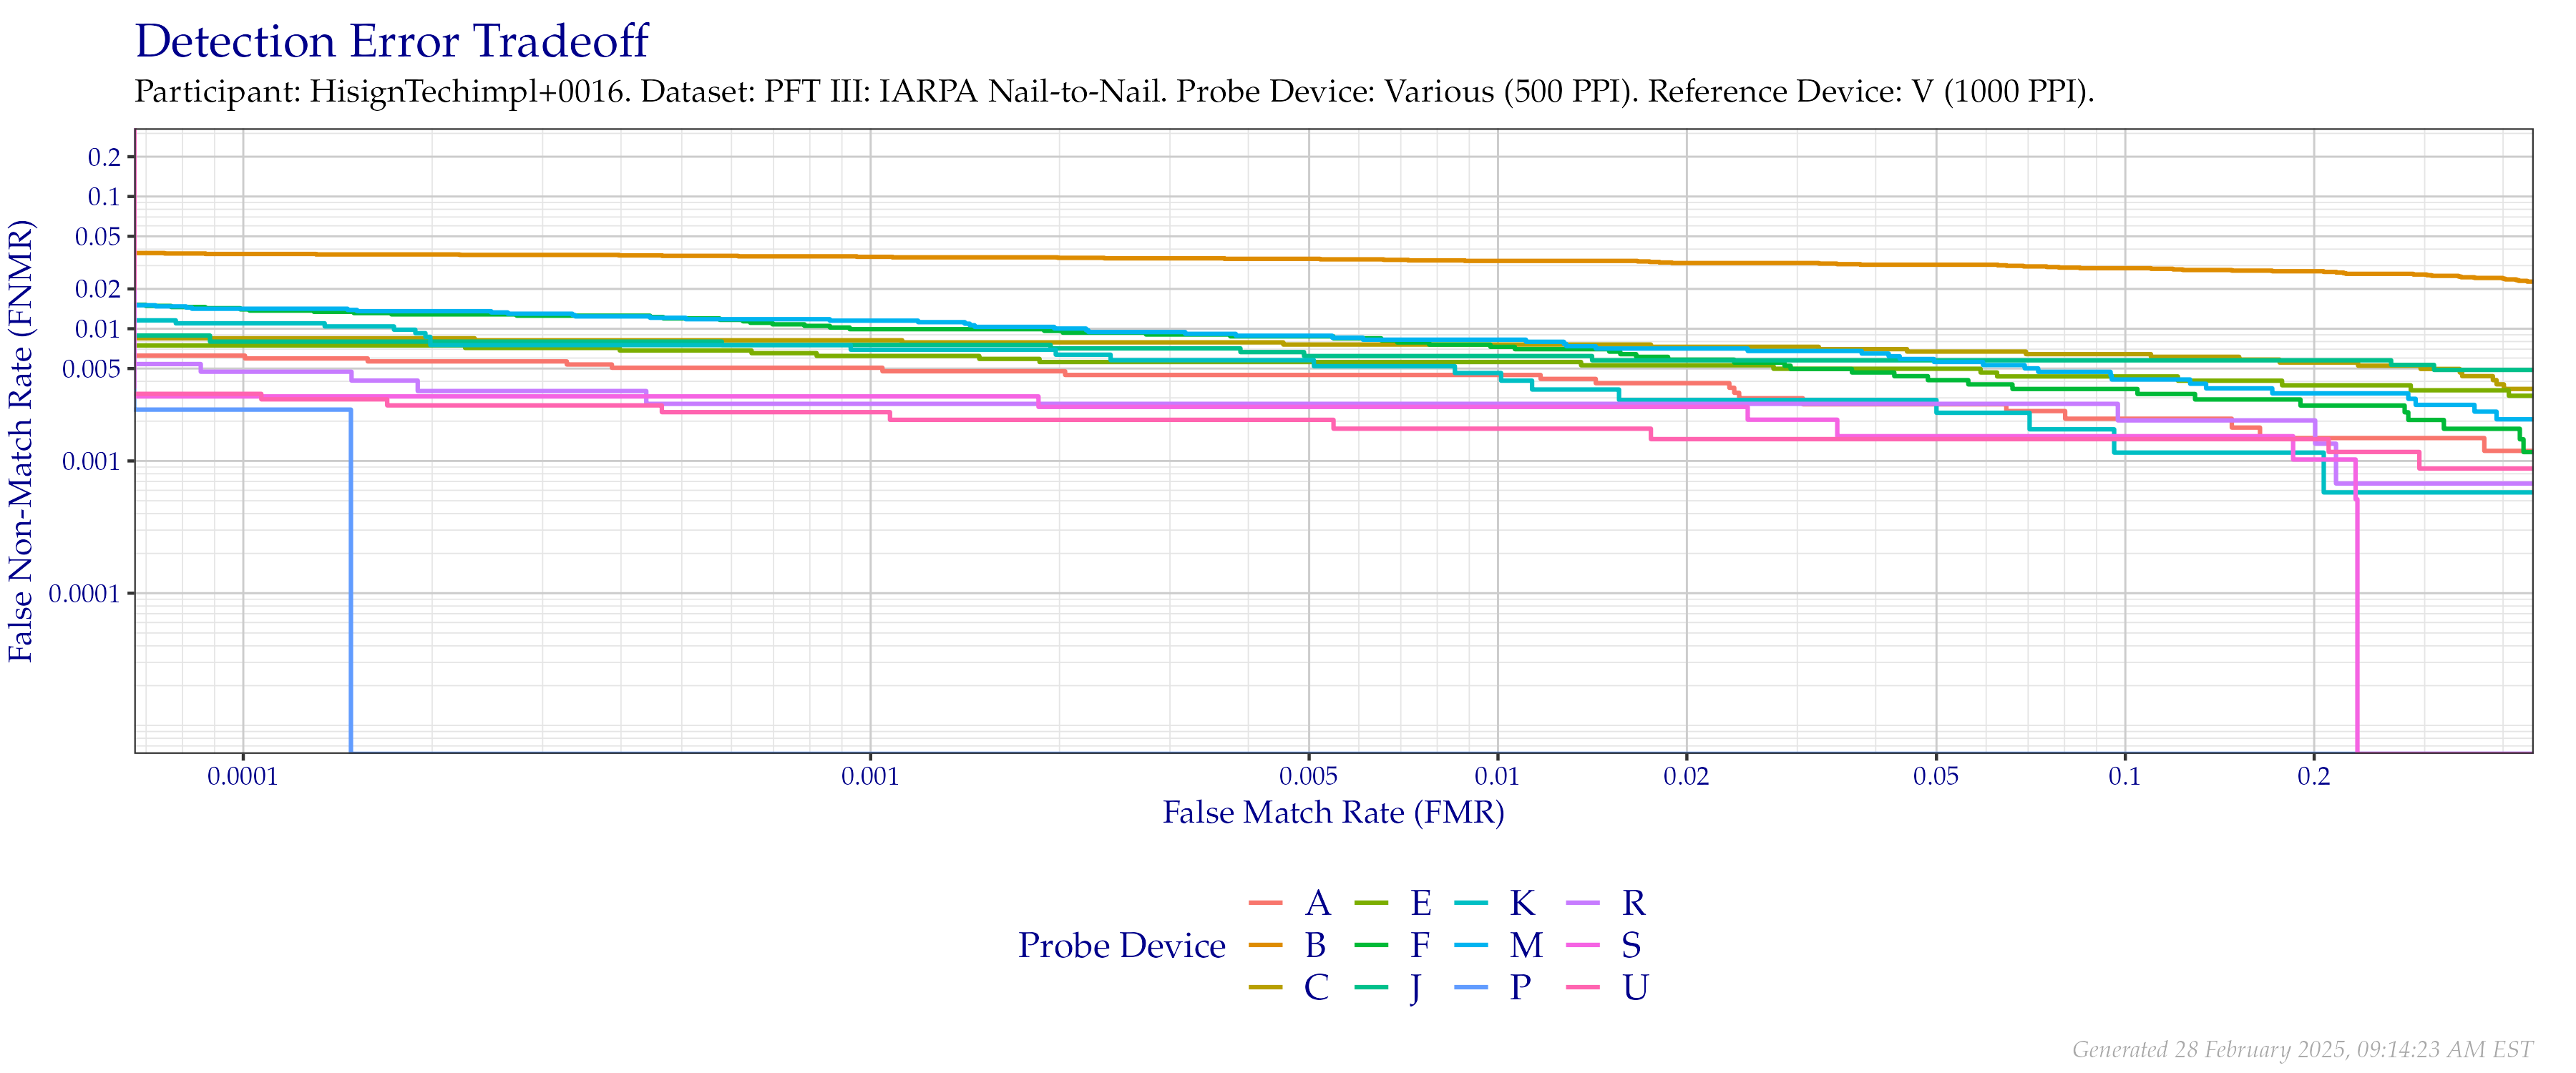 Detection Error Tradeoff
Participant: HisignTechimpl+0016. Dataset: PFT III: IARPA Nail-to-Nail. Probe Device: Various (500 PPI). Reference Device: V (1000 PPI).
False Non-Match Rate (FNMR)
0.2
0.1
0.05
0.02
0.01
0.005
0.001
0.0001
0.0001 0.001 0.005 0.01 0.02 0.05 0.1 0.2
False Match Rate (FMR)
Probe Device
A E K R
B F M S
C J P U
Generated 28 February 2025, 09:14:23 AM EST